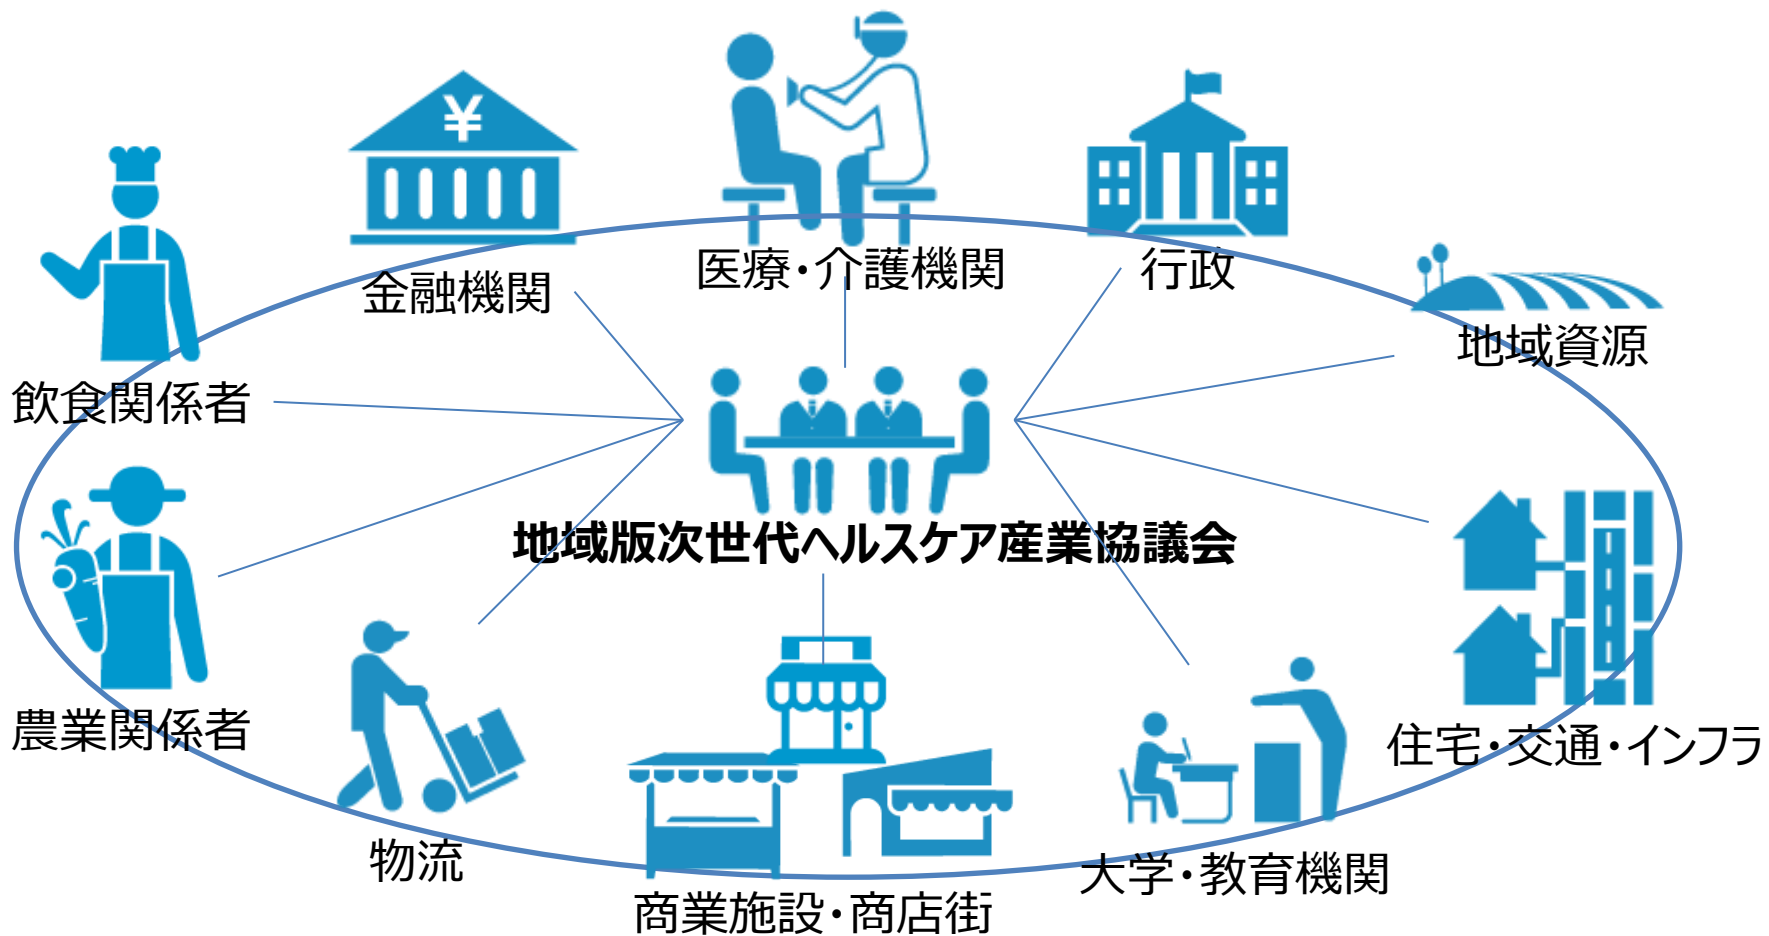 ¥
医療・介護機関
行政
金融機関
地域資源
飲食関係者
地域版次世代ヘルスケア産業協議会
農業関係者
住宅・交通・インフラ
物流
大学・教育機関
商業施設・商店街